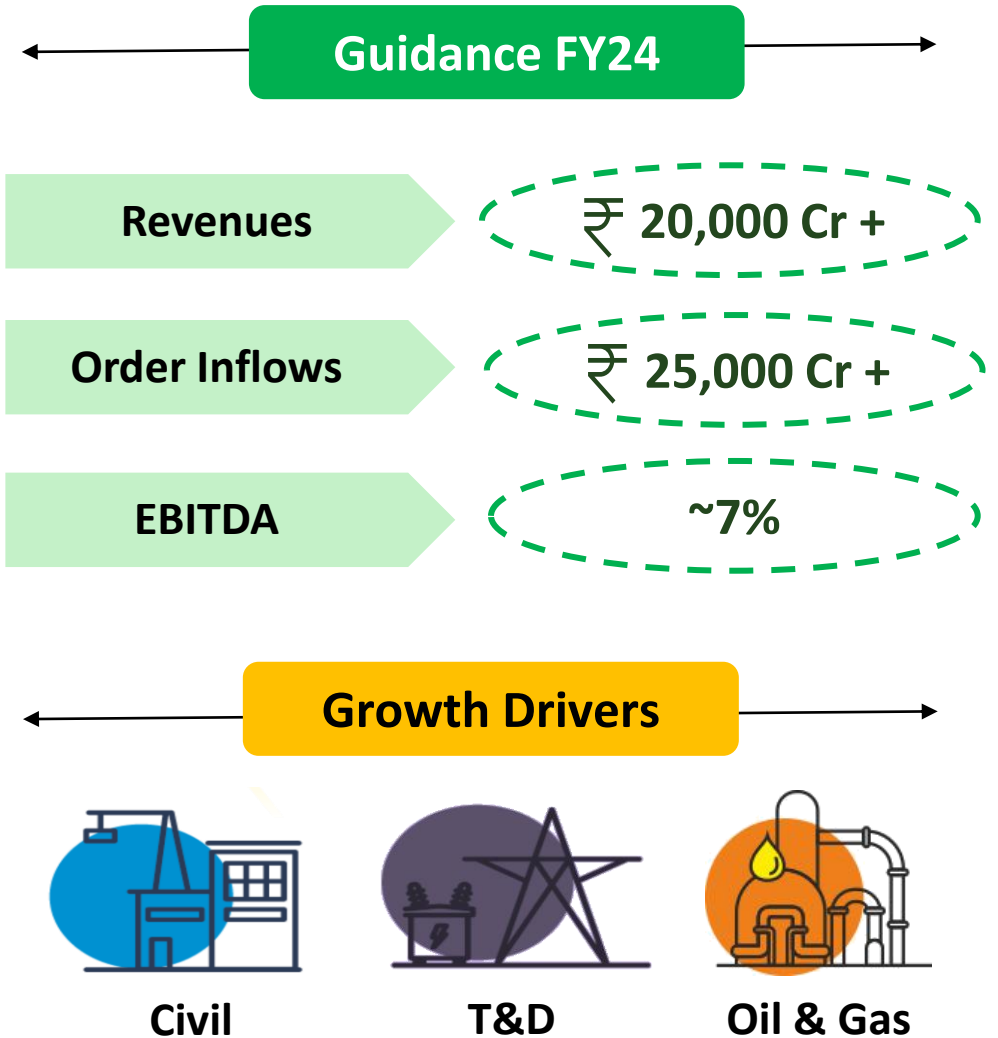 Guidance FY24
Revenues
₹ 20,000 Cr +
Order Inflows
₹ 25,000 Cr +
EBITDA
~7%
Growth Drivers
Civil
T&D
Oil & Gas